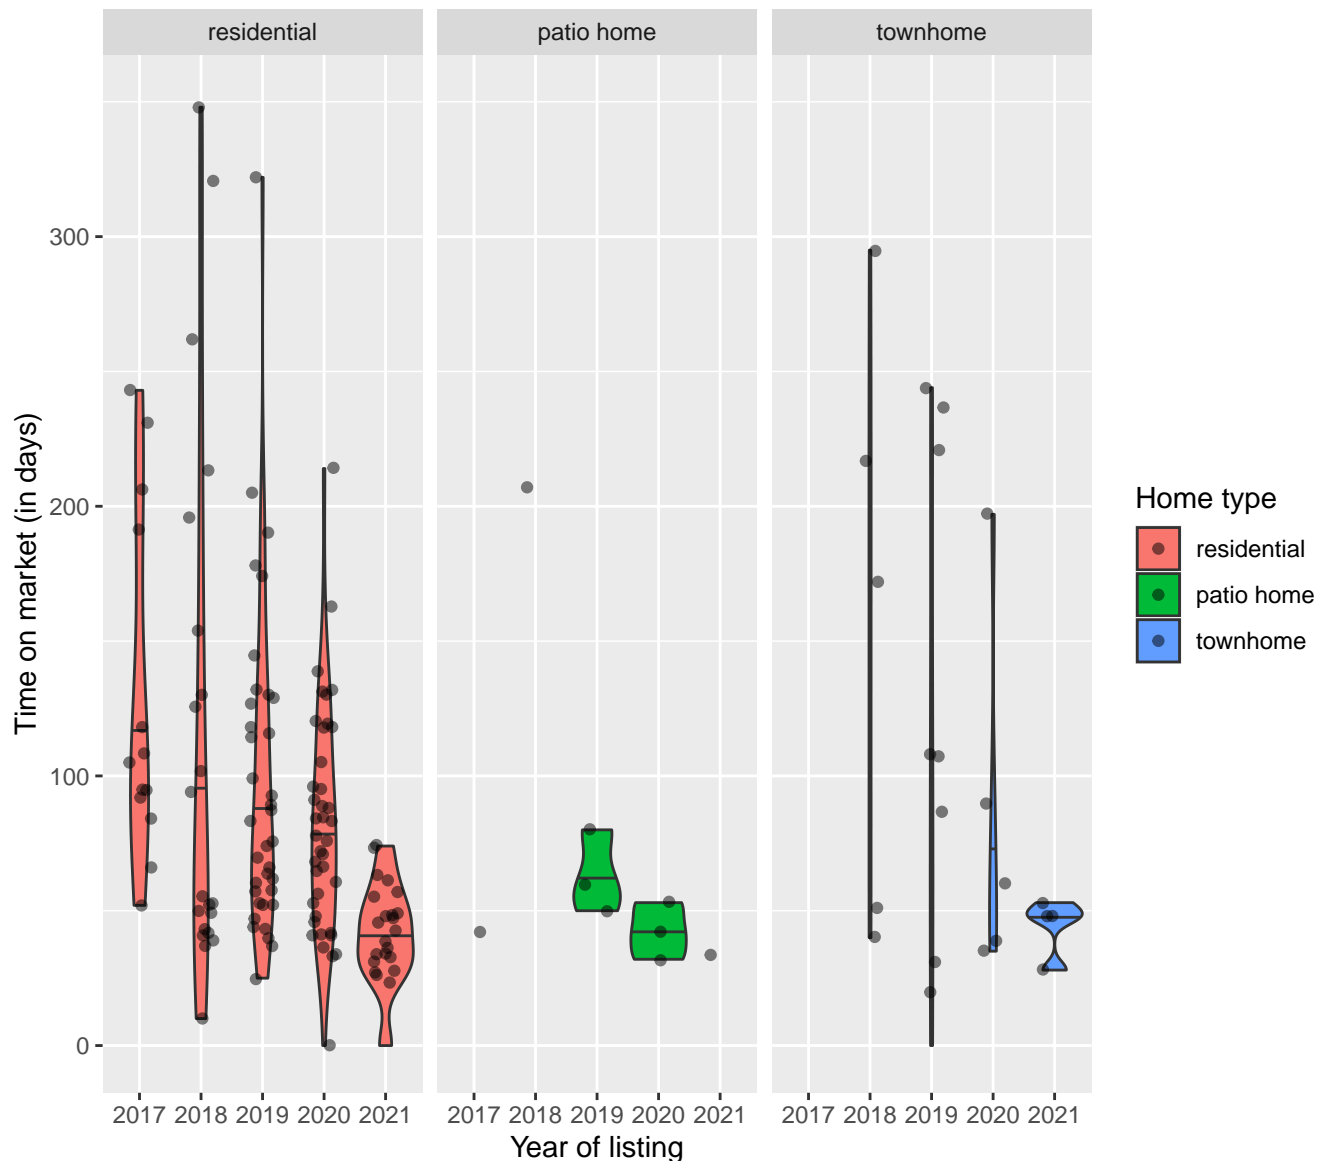 residential patio home townhome
Time on market (in days)
300
200
100
0
2017 2018 2019 2020 2021 2017 2018 2019 2020 2021 2017 2018 2019 2020 2021
Year of listing
Home type
residential
patio home
townhome